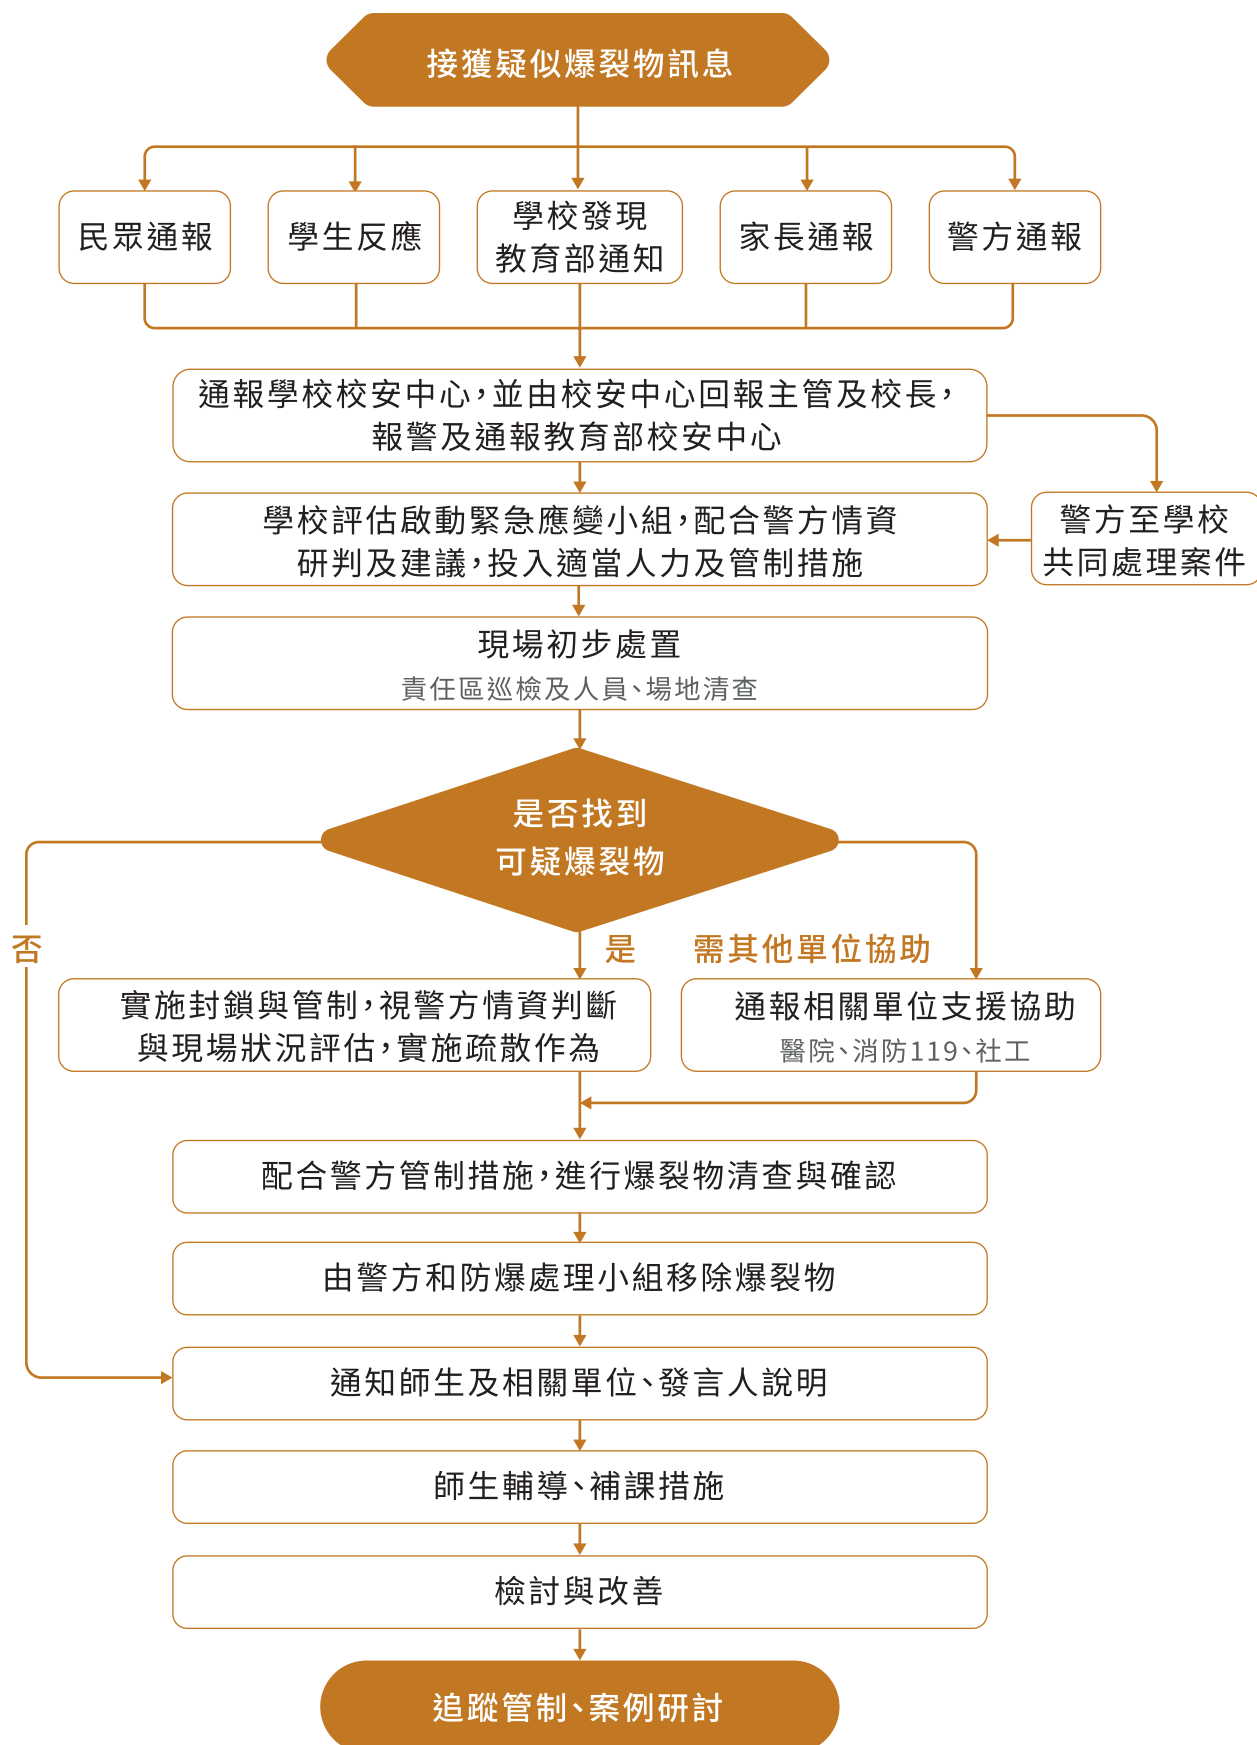 接獲疑似爆裂物訊息
民眾通報
學生反應
學校發現
教育部通知
家長通報
警方通報
通報學校校安中心，並由校安中心回報主管及校長，
報警及通報教育部校安中心
學校評估啟動緊急應變小組，配合警方情資
研判及建議，投入適當人力及管制措施
警方至學校
共同處理案件
現場初步處置
責任區巡檢及人員、場地清查
是否找到
可疑爆裂物
否
是
需其他單位協助
實施封鎖與管制，視警方情資判斷
與現場狀況評估，實施疏散作為
通報相關單位支援協助
醫院、消防119、社工
配合警方管制措施，進行爆裂物清查與確認
由警方和防爆處理小組移除爆裂物
通知師生及相關單位、發言人說明
師生輔導、補課措施
檢討與改善
追蹤管制、案例研討